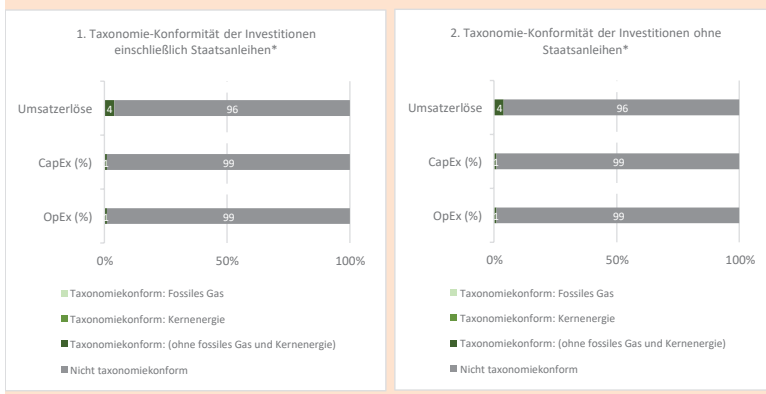 1. Taxonomie-Konformität der Investitionen
einschließlich Staatsanleihen*
Umsatzerlöse
4
96
CapEx (%)
1
99
OpEx (%)
1
99
0%
50%
100%
Taxonomiekonform: Fossiles Gas
Taxonomiekonform: Kernenergie
Taxonomiekonform: (ohne fossiles Gas und Kernenergie)
Nicht taxonomiekonform
2. Taxonomie-Konformität der Investitionen ohne
Staatsanleihen*
Umsatzerlöse
4
96
CapEx (%)
1
99
OpEx (%)
1
99
0%
50%
100%
Taxonomiekonform: Fossiles Gas
Taxonomiekonform: Kernenergie
Taxonomiekonform: (ohne fossiles Gas und Kernenergie)
Nicht taxonomiekonform